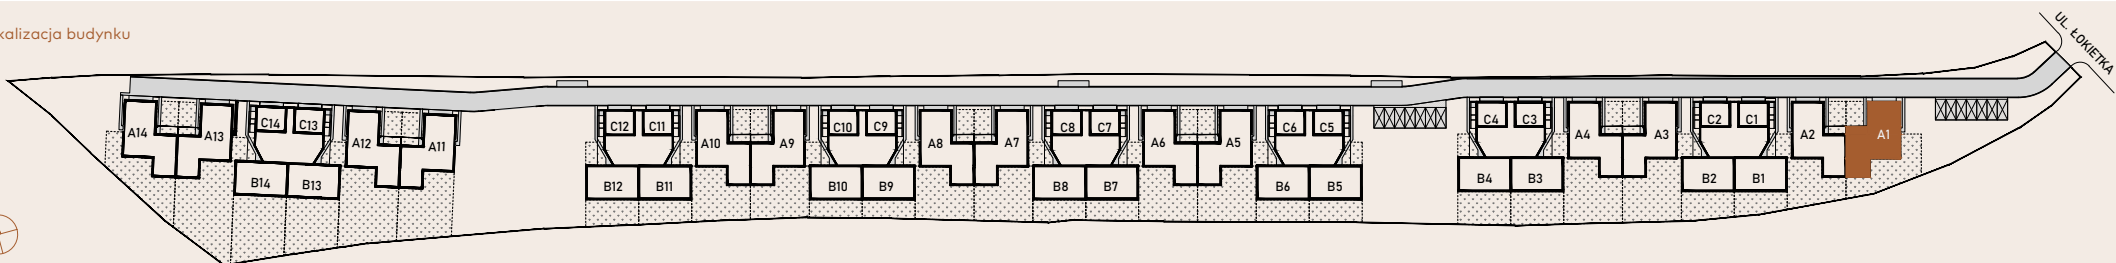 kalizacja budynku
UL. ŁOKIETKA
A14
A13
C14
C13
A12
A11
B14
B13
C12
C11
A10
A9
C10
C9
A8
A7
C8
C7
A6
A5
C6
C5
B12
B11
B10
B9
B8
B7
B6
B5
C4
C3
A4
A3
C2
C1
A2
A1
B4
B3
B2
B1